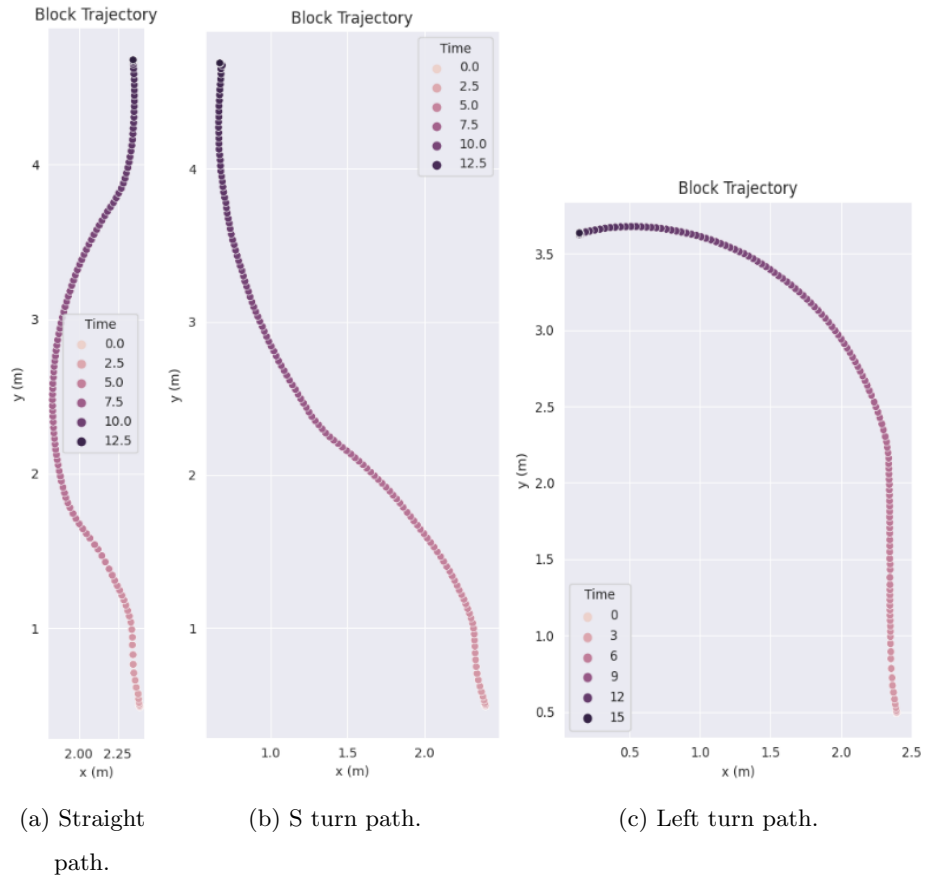 Block Trajectory
4
3
2
1
y (m)
Time
0.0
2.5
5.0
7.5
10.0
12.5
2.00 2.25
x (m)
(a) Straight
path.
Block Trajectory
Time
0.0
2.5
5.0
7.5
10.0
12.5
4
3
2
1
y (m)
1.0 1.5 2.0
x (m)
(b) S turn path.
Block Trajectory
3.5
3.0
2.5
2.0
1.5
1.0
0.5
y (m)
Time
0
3
6
9
12
15
0.5 1.0 1.5 2.0 2.5
x (m)
(c) Left turn path.